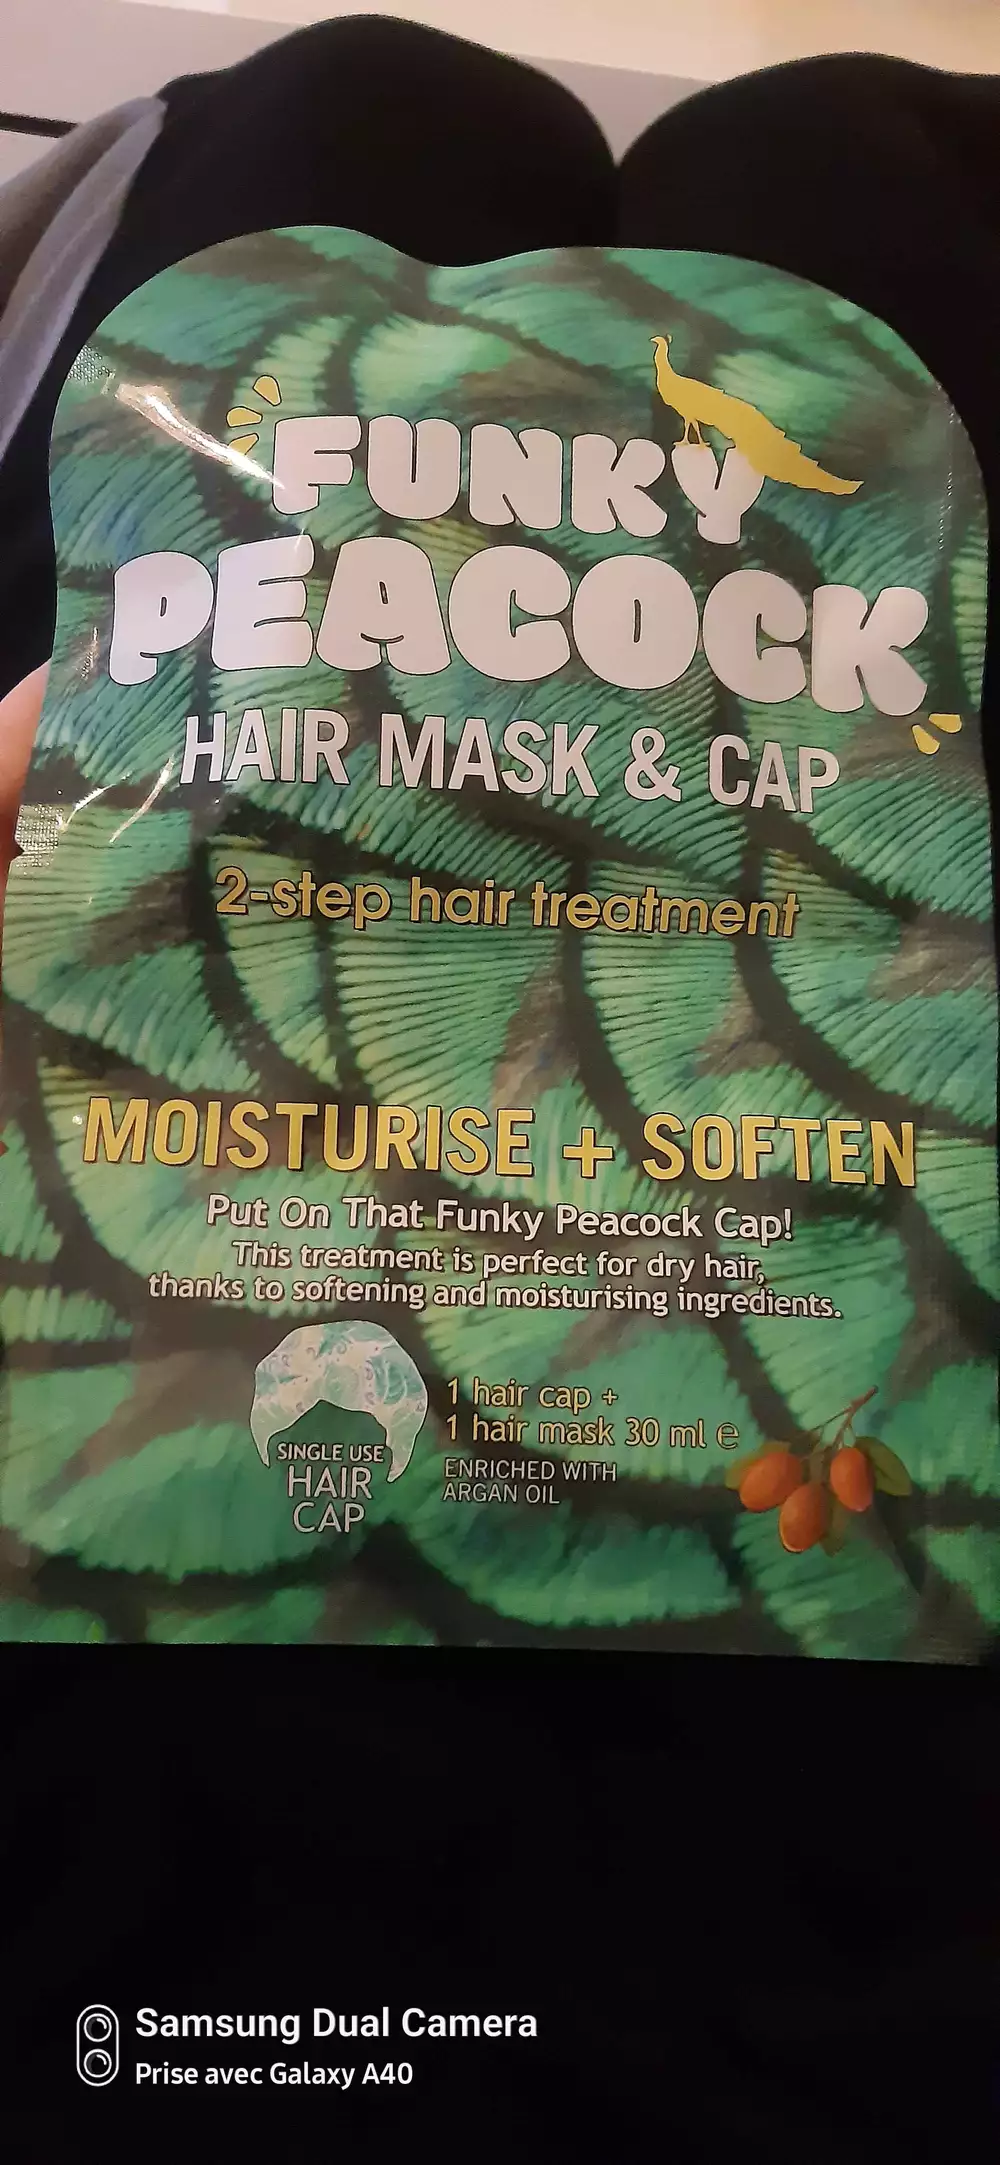 FUNKY
PEACOCK
HAIR MASK & CAP
2-step hair treatment
MOISTURISE + SOFTEN
Put On That Funky Peacock Cap!
This treatment is perfect for dry hair,
thanks to softening and moisturising ingredients.
SINGLE USE
HAIR
CAP
1 hair cap +
1 hair mask 30 ml ℮
ENRICHED WITH
ARGAN OIL
Samsung Dual Camera
Prise avec Galaxy A40